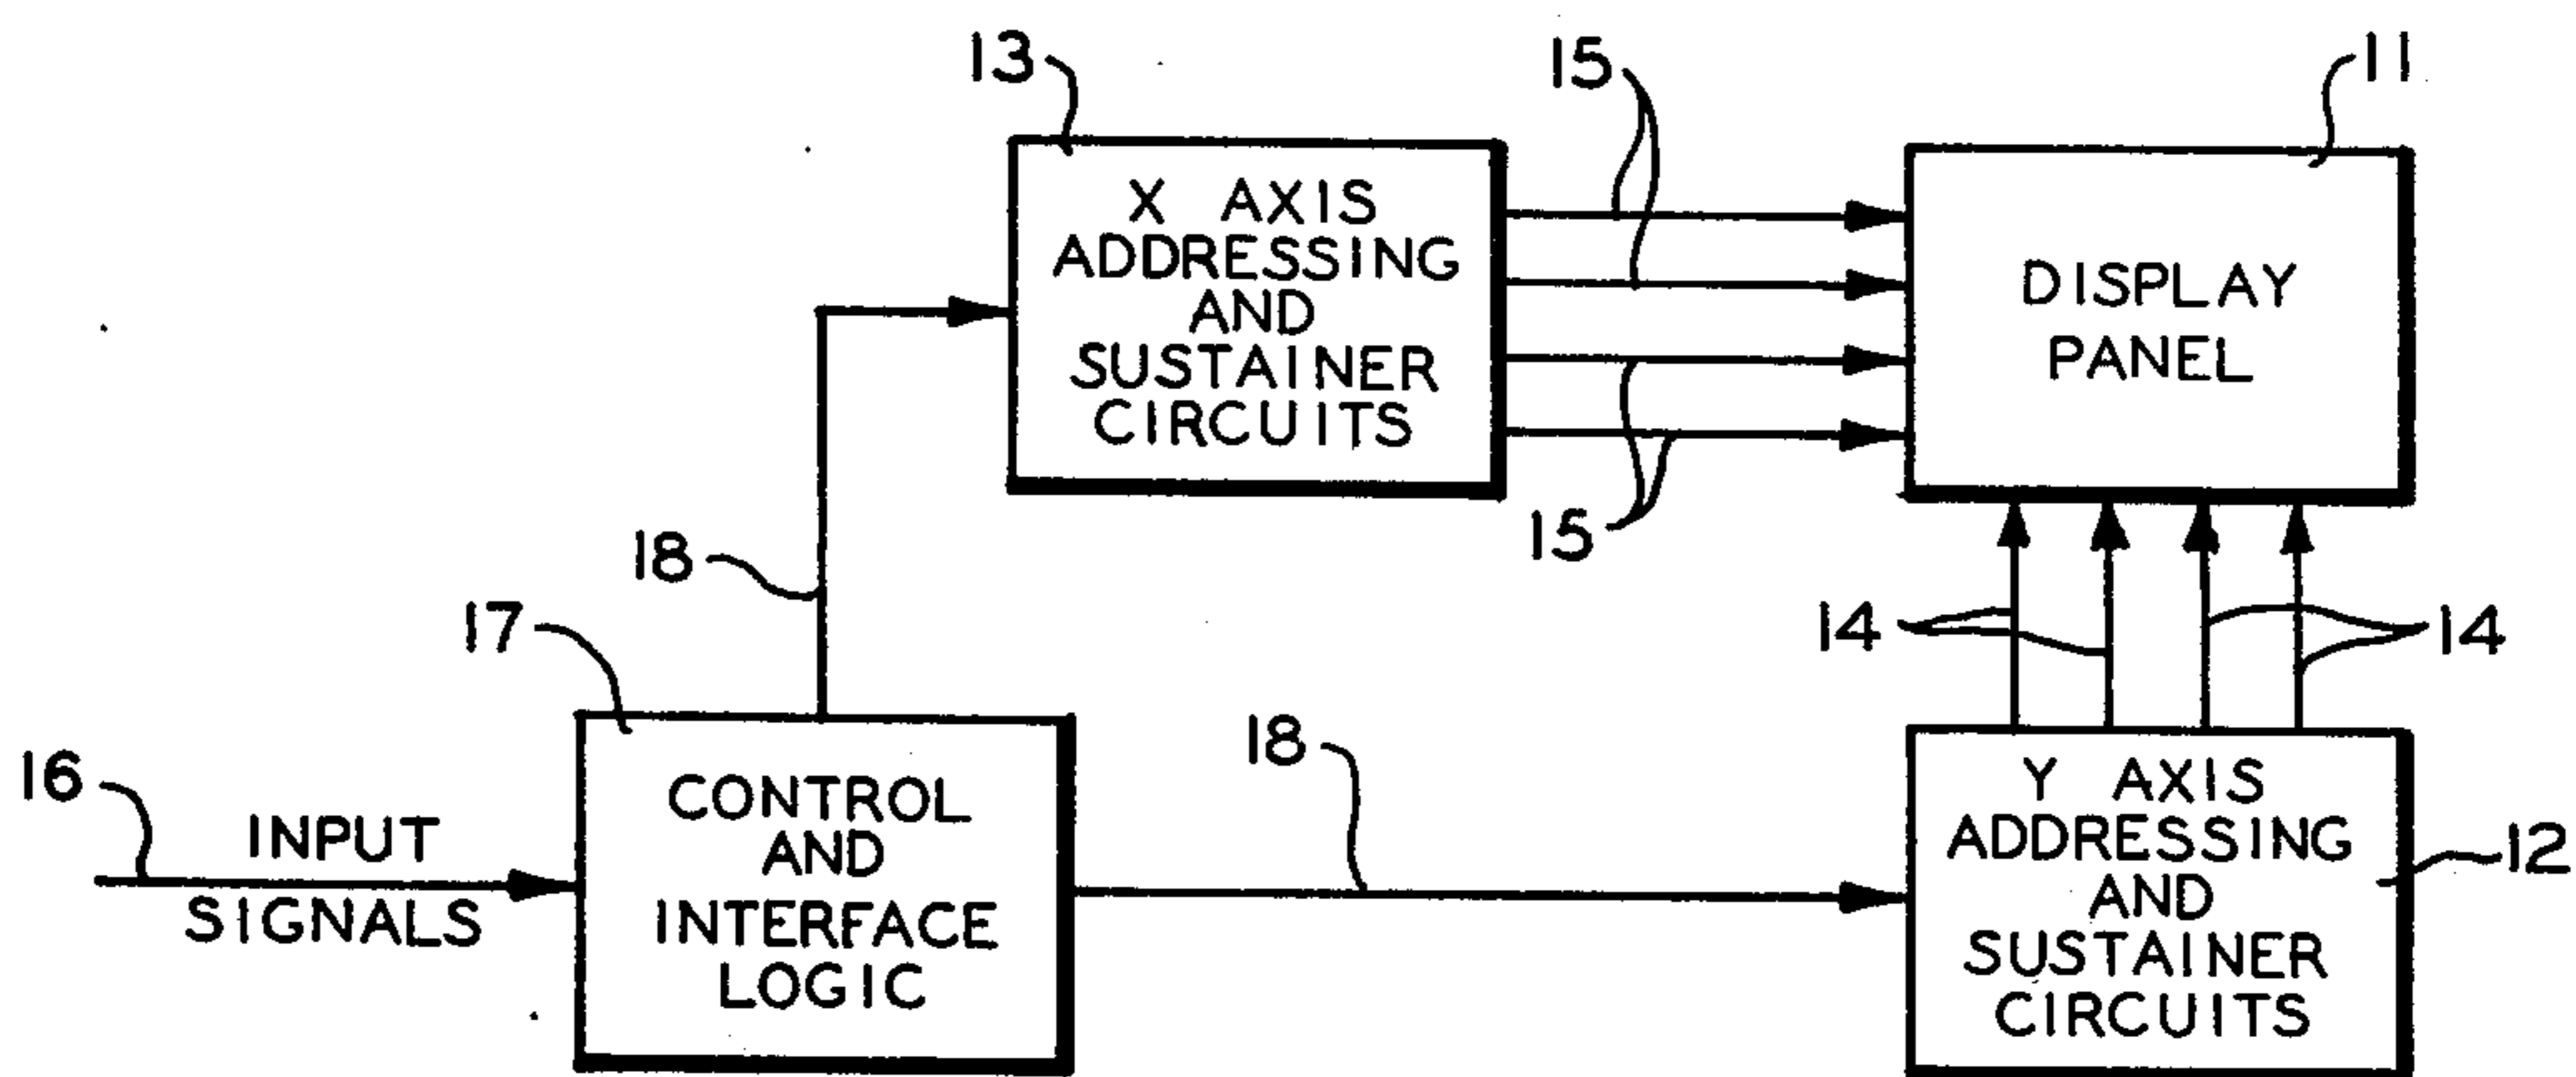 13
15
11
X AXIS
ADDRESSING
AND
SUSTAINER
CIRCUITS
DISPLAY
PANEL
15
18
17
14
14
16
INPUT
SIGNALS
CONTROL
AND
INTERFACE
LOGIC
18
Y AXIS
ADDRESSING
AND
SUSTAINER
CIRCUITS
12